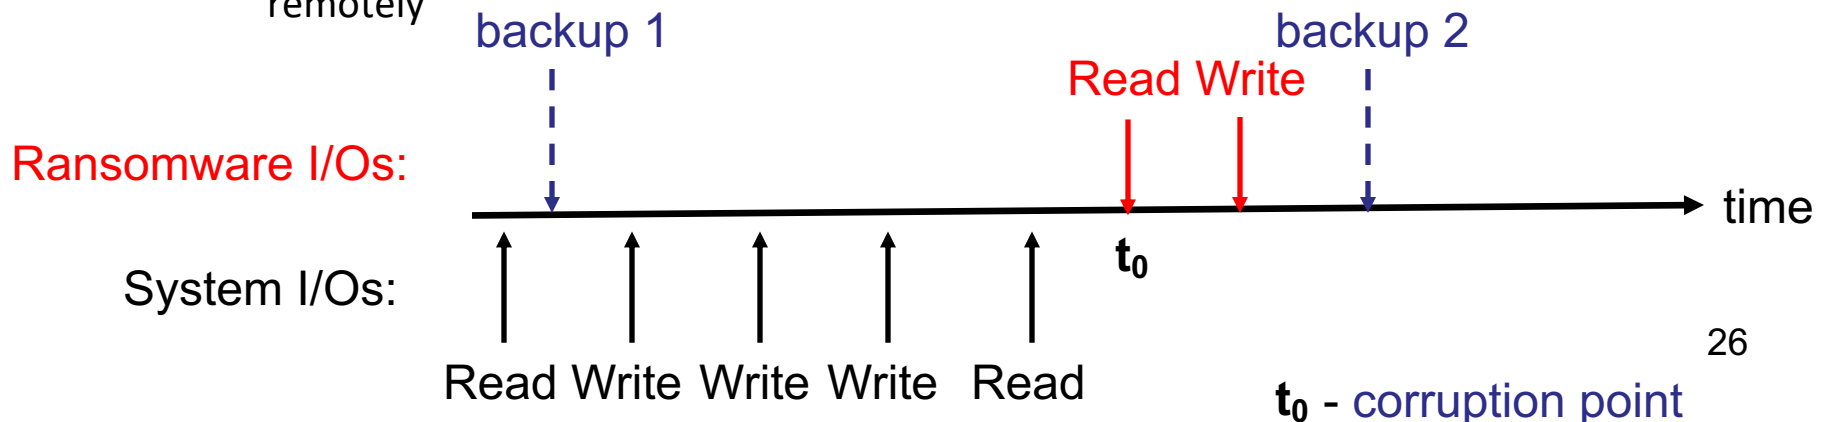 remotely
backup 1 backup 2
Read Write
Ransomware I/Os:
time
t₀
System I/Os:
26
Read Write Write Write Read
t₀ - corruption point